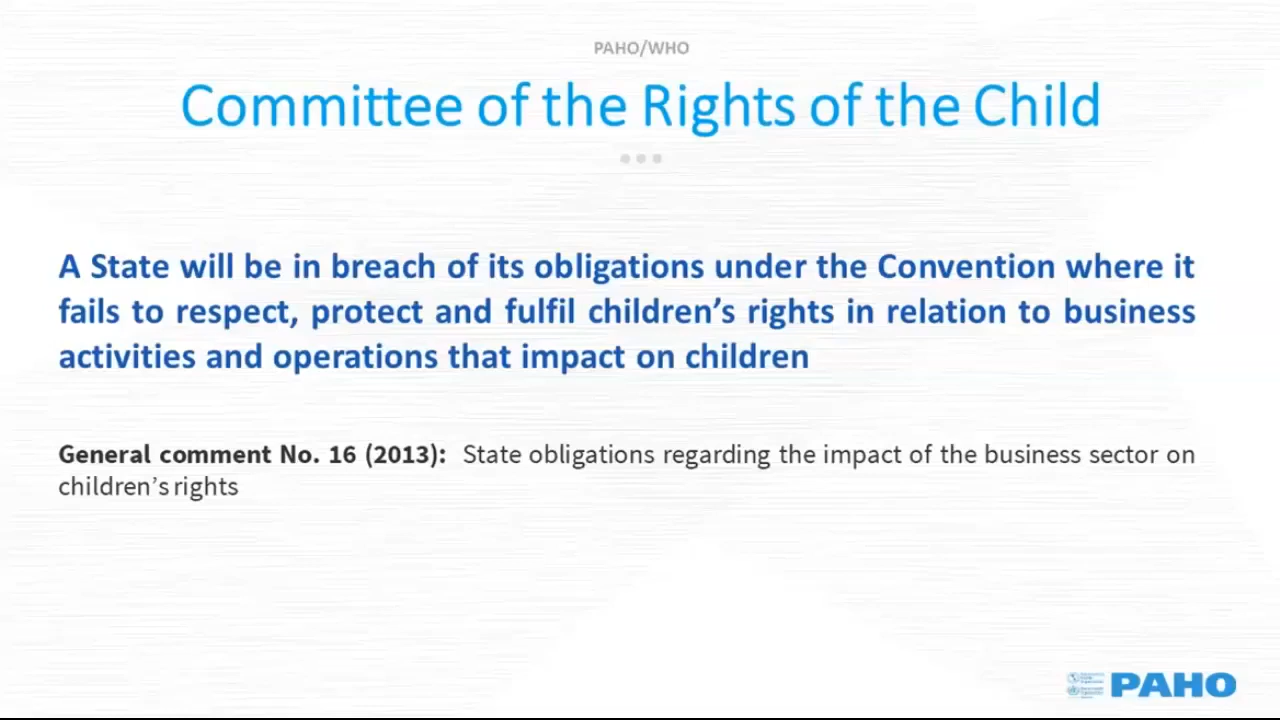 PAHO/WHO
Committee of the Rights of the Child
A State will be in breach of its obligations under the Convention where it
fails to respect, protect and fulfil children’s rights in relation to business
activities and operations that impact on children
General comment No. 16 (2013): State obligations regarding the impact of the business sector on
children’s rights
PAHO